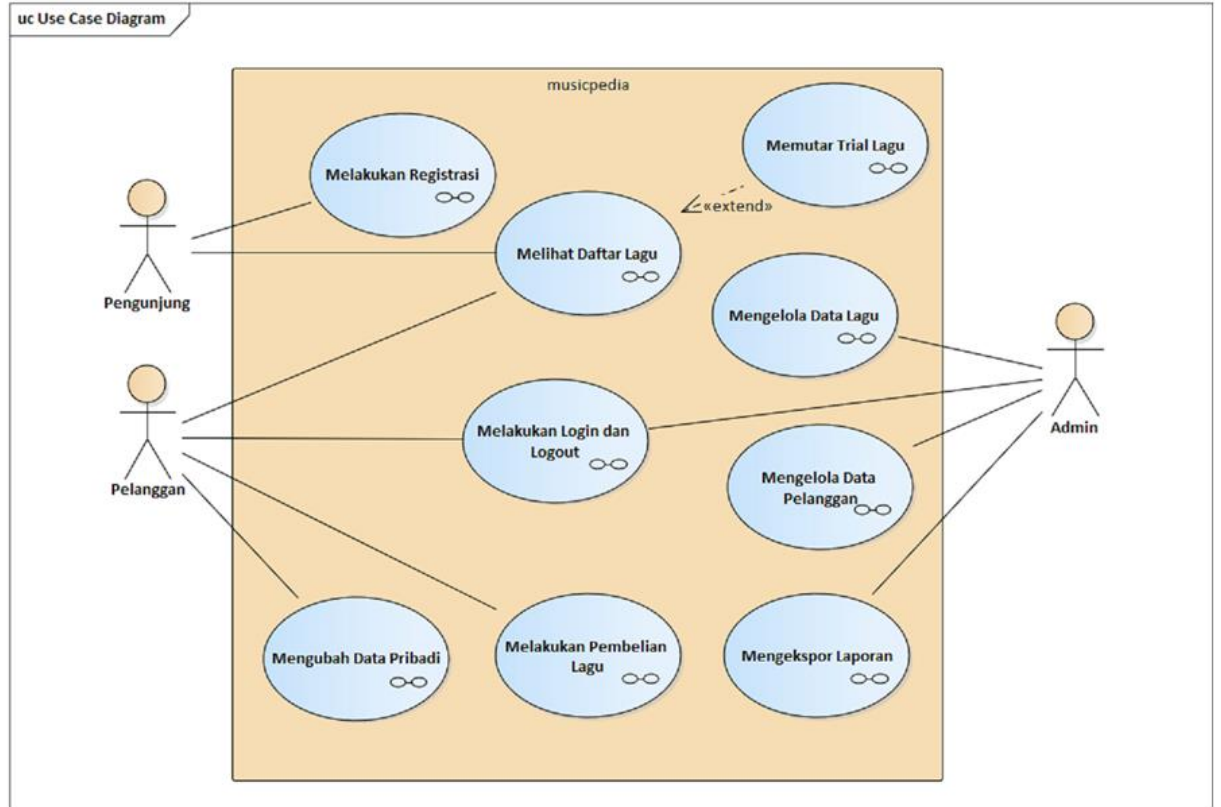 uc Use Case Diagram
musicpedia
Memutar Trial Lagu
Melakukan Registrasi
«extend»
Melihat Daftar Lagu
Pengunjung
Mengelola Data Lagu
Melakukan Login dan
Logout
Admin
Pelanggan
Mengelola Data
Pelanggan
Mengubah Data Pribadi
Melakukan Pembelian
Lagu
Mengekspor Laporan